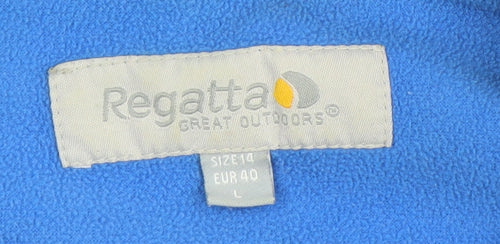 Regatta
GREAT OUTDOORS
SIZE 14
EUR 40
L